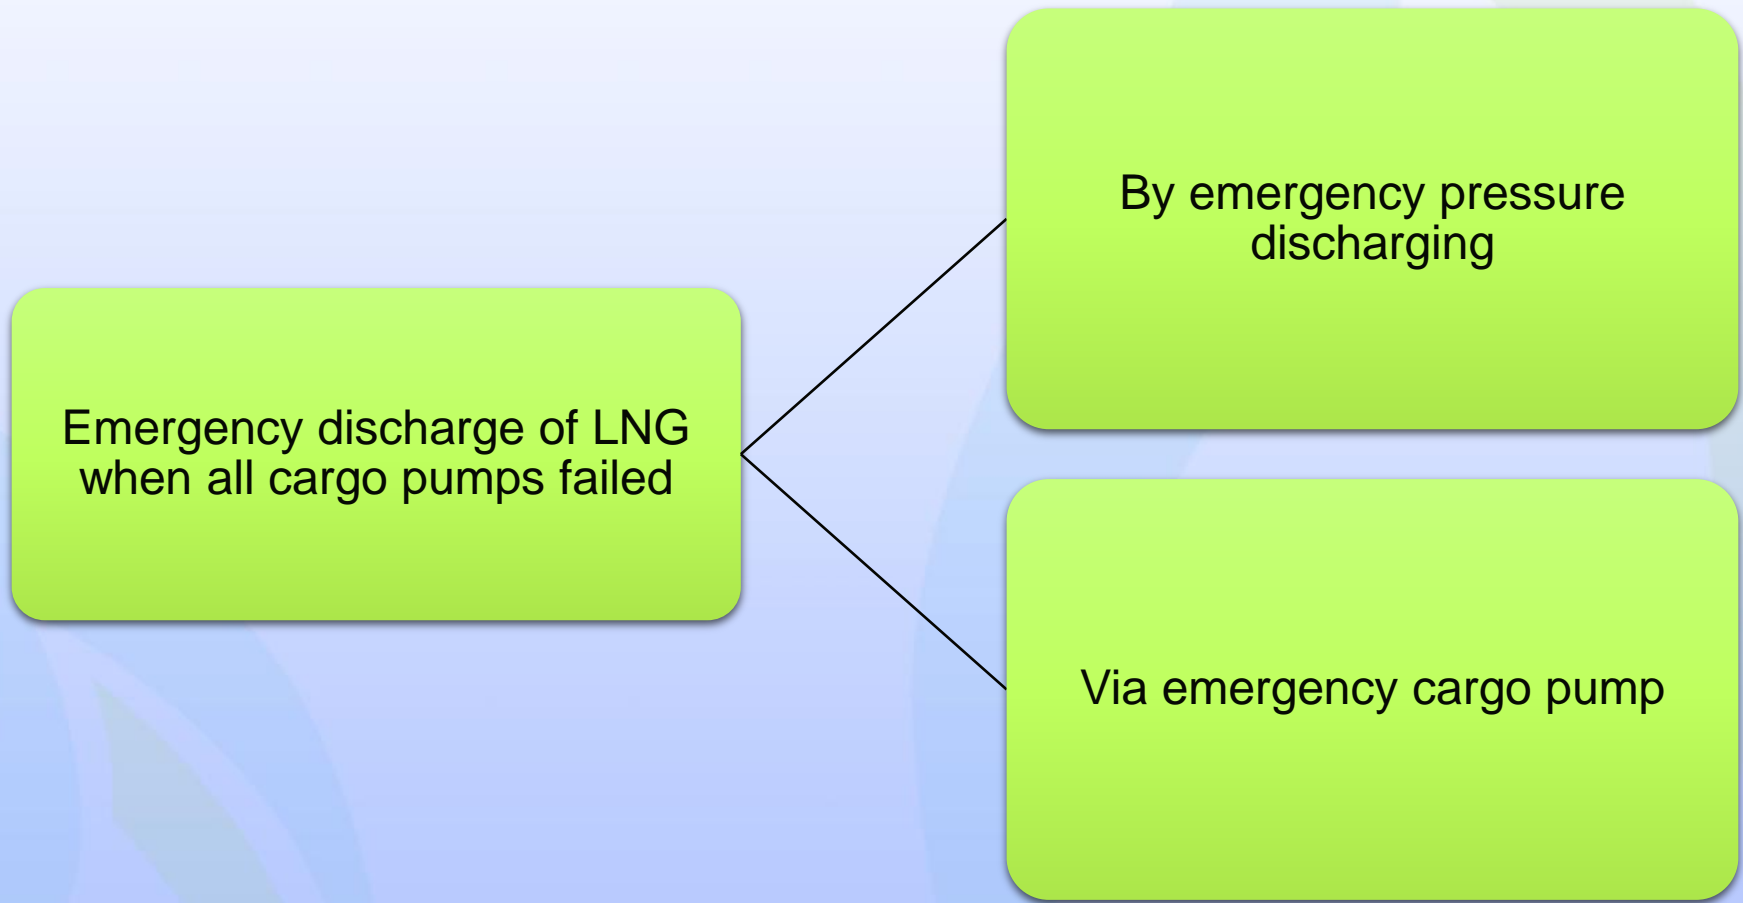 Emergency discharge of LNG
when all cargo pumps failed
By emergency pressure
discharging
Via emergency cargo pump